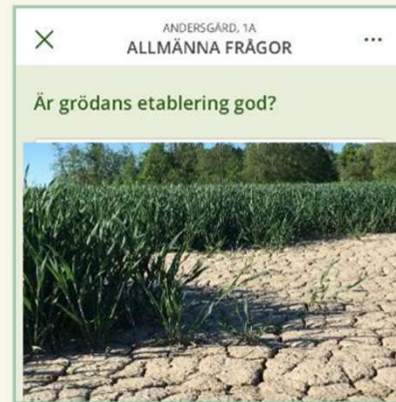 ANDERSGÅRD, 1A
ALLMÄNNA FRÅGOR
Är grödans etablering god?